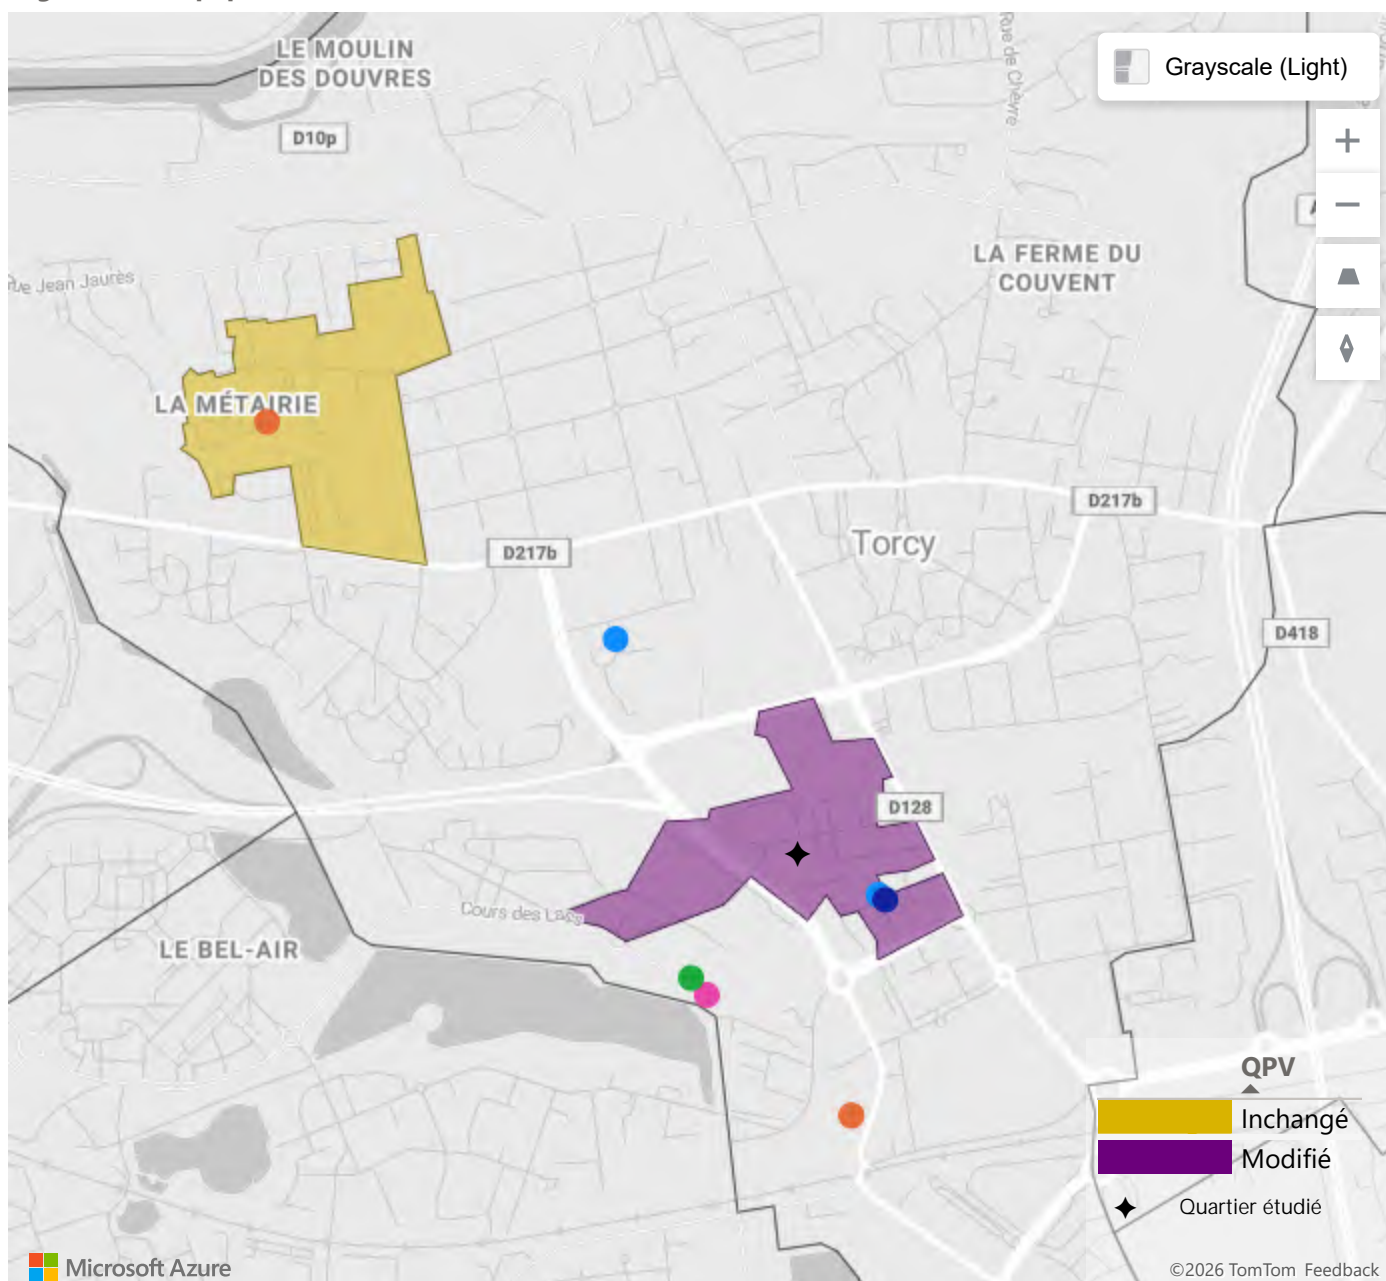 LE MOULIN
DES DOUVRES
Rue de Chèvre
Grayscale (Light)
D10p
LA FERME DU
COUVENT
Jean Jaurès
LA MÉTAIRIE
D217b
D217b
Torcy
D418
D128
Cours des Lacs
LE BEL-AIR
QPV
Inchangé
Modifié
Quartier étudié
Microsoft Azure
©2026 TomTom Feedback